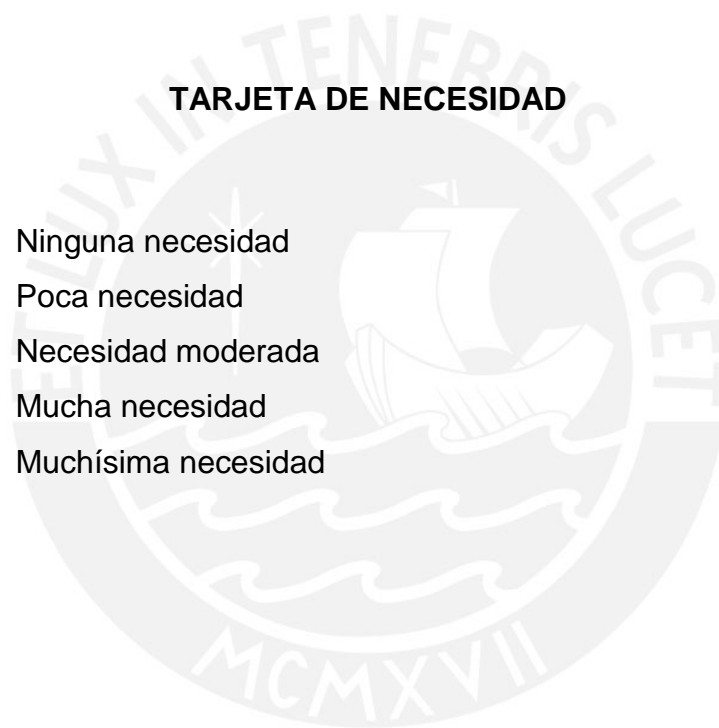 ET LUX IN TENEBRIS LUCET
TARJETA DE NECESIDAD
Ninguna necesidad
Poca necesidad
Necesidad moderada
Mucha necesidad
Muchísima necesidad
MCMXVII